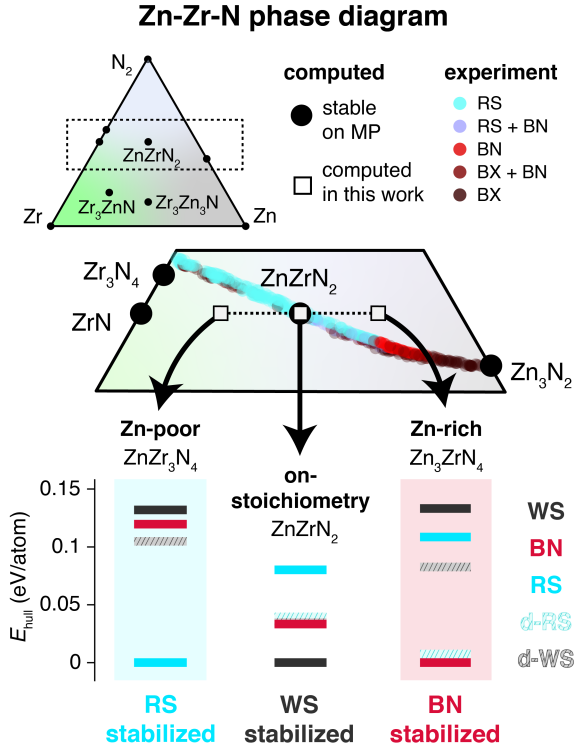 Zn-Zr-N phase diagram
N2
ZnZrN2
Zr3ZnN
Zr3Zn3N
Zr
Zn
computed
stable
on MP
computed
in this work
experiment
RS
RS + BN
BN
BX + BN
BX
Zr3N4
ZrN
ZnZrN2
Zn3N2
Zn-poor
ZnZr3N4
on-
stoichiometry
ZnZrN2
Zn-rich
Zn3ZrN4
Ehull (eV/atom)
0.15
0.1
0.05
0
WS
BN
RS
d-RS
d-WS
RS
stabilized
WS
stabilized
BN
stabilized